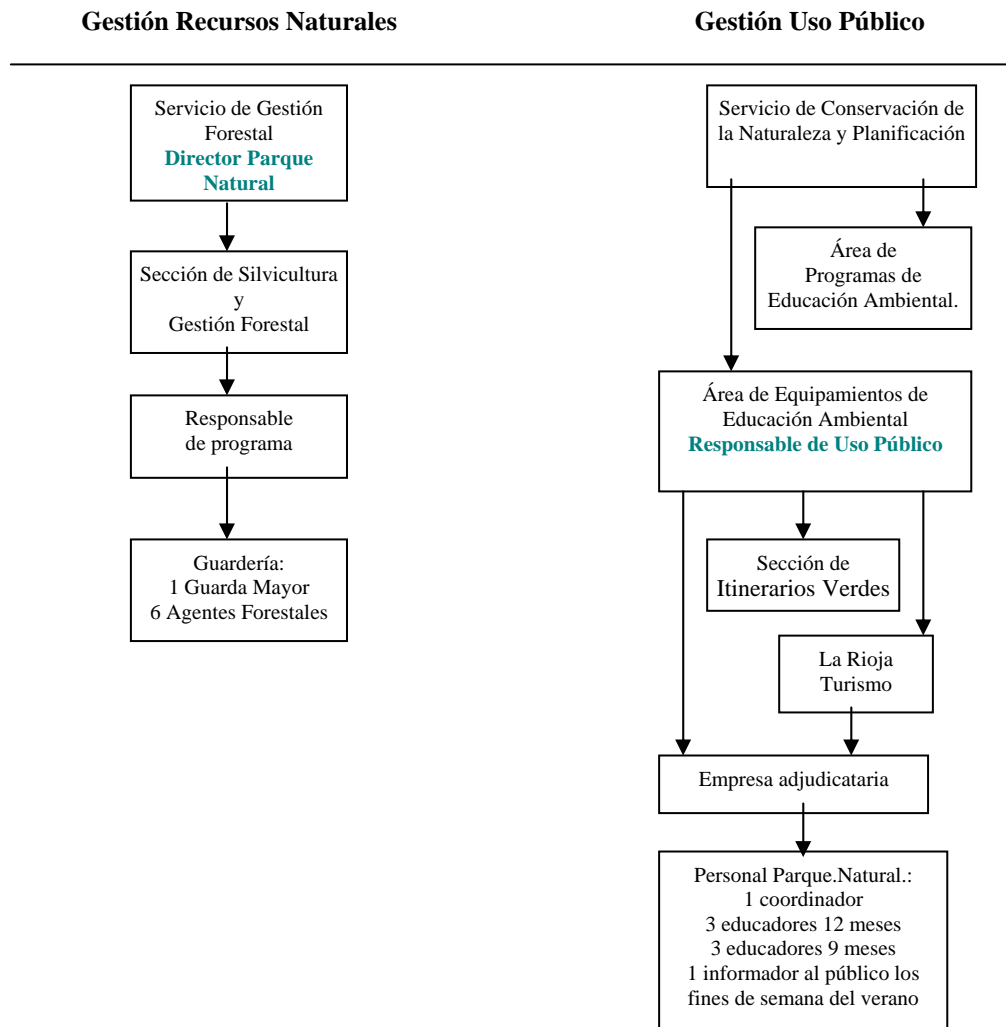 Gestión Recursos Naturales
Gestión Uso Público
Servicio de Gestión
Forestal
Director Parque
Natural
Sección de Silvicultura
y
Gestión Forestal
Responsable
de programa
Guardería:
1 Guarda Mayor
6 Agentes Forestales
Servicio de Conservación de
la Naturaleza y Planificación
Área de
Programas de
Educación Ambiental.
Área de Equipamientos de
Educación Ambiental
Responsable de Uso Público
Sección de
Itinerarios Verdes
La Rioja
Turismo
Empresa adjudicataria
Personal Parque.Natural.:
1 coordinador
3 educadores 12 meses
3 educadores 9 meses
1 informador al público los
fines de semana del verano